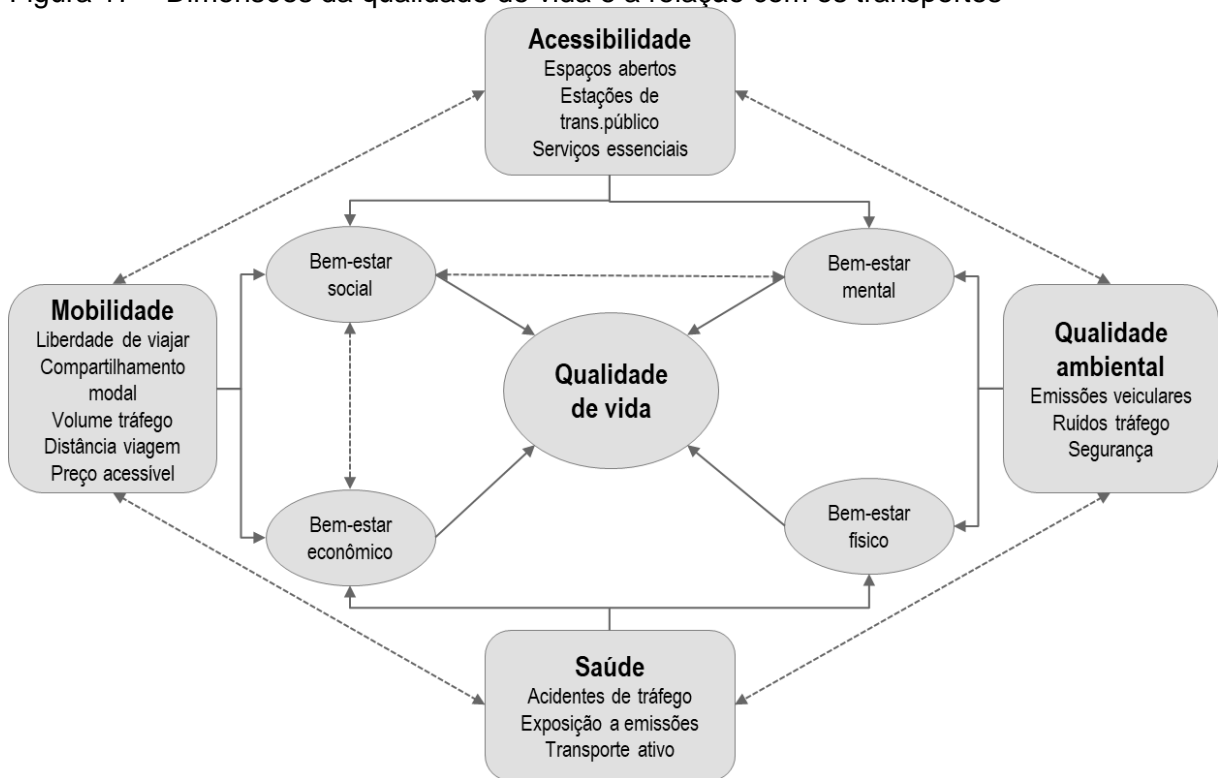 Figura 17 – Dimensões da qualidade de vida e a relação com os transportes
Acessibilidade
Espaços abertos
Estações de
trans.público
Serviços essenciais
Bem-estar
social
Bem-estar
mental
Mobilidade
Liberdade de viajar
Compartilhamento
modal
Volume tráfego
Distância viagem
Preço acessível
Qualidade
de vida
Qualidade
ambiental
Emissões veiculares
Ruídos tráfego
Segurança
Bem-estar
econômico
Bem-estar
físico
Saúde
Acidentes de tráfego
Exposição a emissões
Transporte ativo